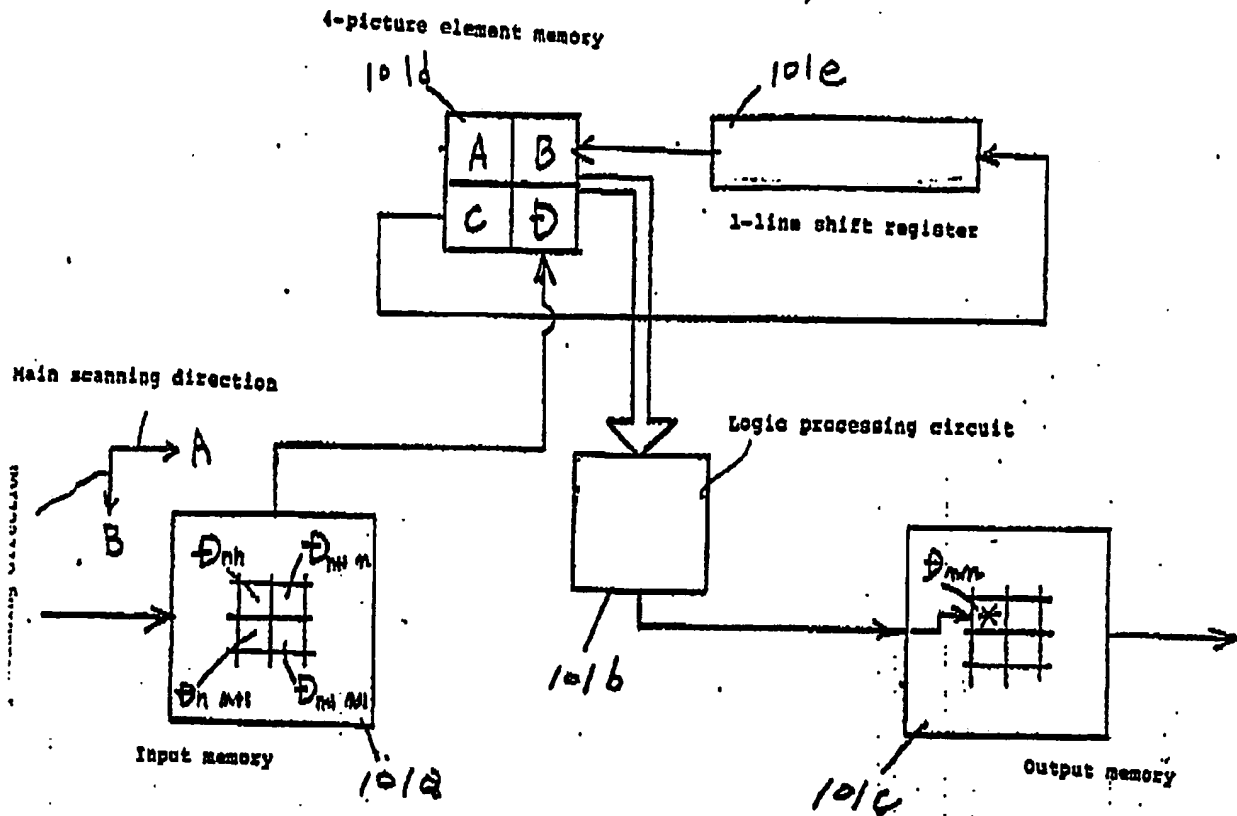 4-picture element memory
101d
101e
A B
C D
1-line shift register
Main scanning direction
A
B
Logic processing circuit
Input memory
101a
101b
Output memory
101c